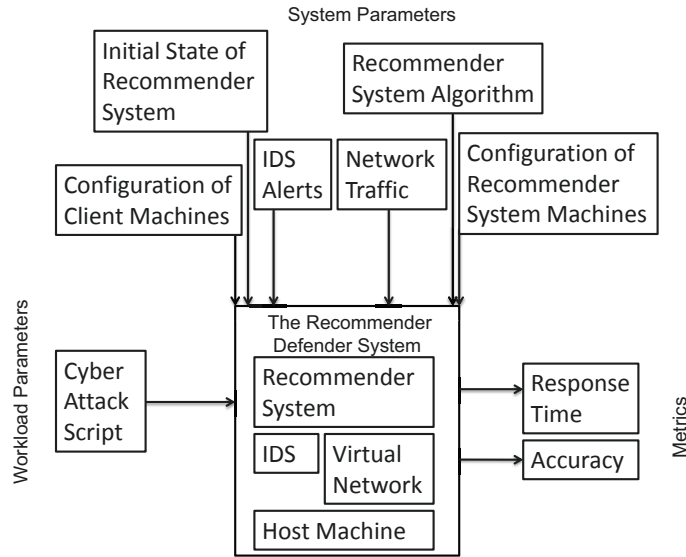 System Parameters
Initial State of
Recommender
System
Recommender
System Algorithm
IDS
Alerts
Network
Traffic
Configuration of
Client Machines
Configuration of
Recommender
System Machines
Workload Parameters
Cyber
Attack
Script
The Recommender
Defender System
Recommender
System
IDS
Virtual
Network
Host Machine
Response
Time
Accuracy
Metrics